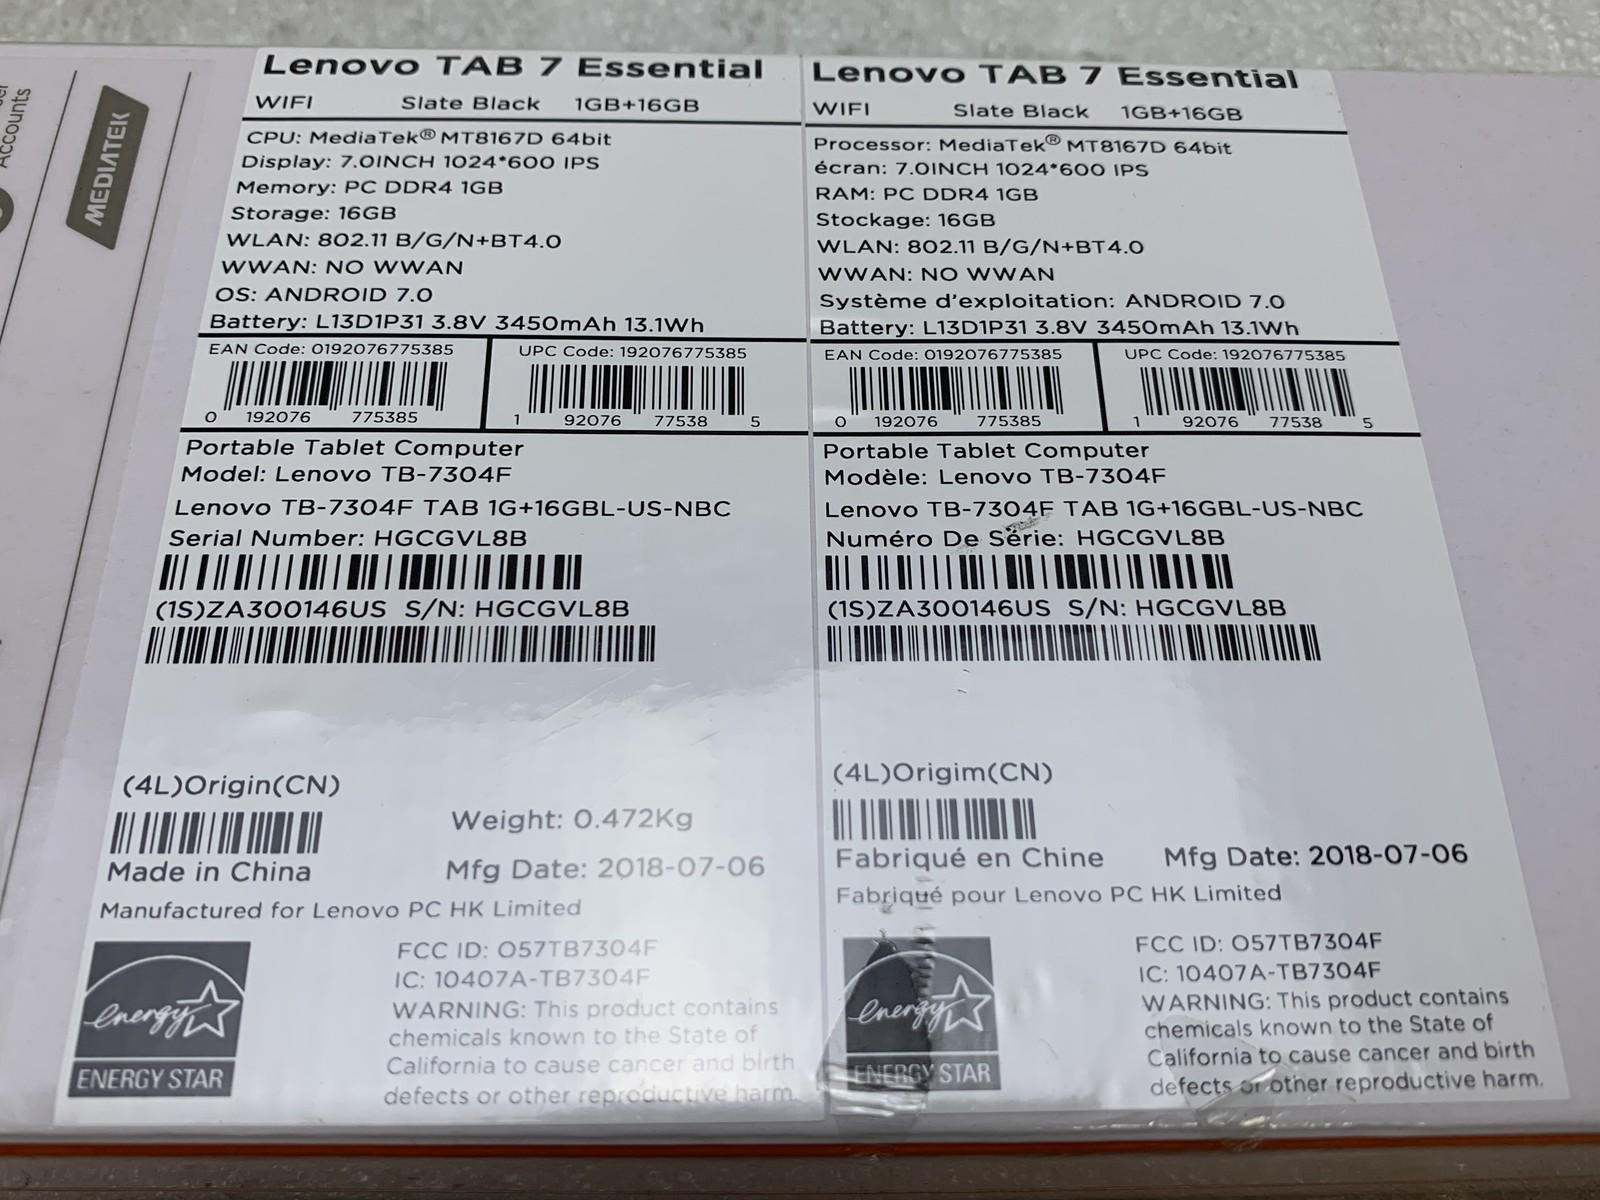 Accounts
MEDIATEK
Lenovo TAB 7 Essential
WIFI Slate Black 1GB+16GB
CPU: MediaTek® MT8167D 64bit
Display: 7.0INCH 1024*600 IPS
Memory: PC DDR4 1GB
Storage: 16GB
WLAN: 802.11 B/G/N+BT4.0
WWAN: NO WWAN
OS: ANDROID 7.0
Battery: L13D1P31 3.8V 3450mAh 13.1Wh
EAN Code: 0192076775385
0 192076 775385
UPC Code: 192076775385
1 92076 77538 5
Portable Tablet Computer
Model: Lenovo TB-7304F
Lenovo TB-7304F TAB 1G+16GBL-US-NBC
Serial Number: HGCGVL8B
(1S)ZA300146US S/N: HGCGVL8B
(4L)Origin(CN)
Weight: 0.472Kg
Made in China
Mfg Date: 2018-07-06
Manufactured for Lenovo PC HK Limited
energy
ENERGY STAR
FCC ID: O57TB7304F
IC: 10407A-TB7304F
WARNING: This product contains
chemicals known to the State of
California to cause cancer and birth
defects or other reproductive harm.
Lenovo TAB 7 Essential
WIFI Slate Black 1GB+16GB
Processor: MediaTek® MT8167D 64bit
écran: 7.0INCH 1024*600 IPS
RAM: PC DDR4 1GB
Stockage: 16GB
WLAN: 802.11 B/G/N+BT4.0
WWAN: NO WWAN
Système d'exploitation: ANDROID 7.0
Battery: L13D1P31 3.8V 3450mAh 13.1Wh
EAN Code: 0192076775385
0 192076 775385
UPC Code: 192076775385
1 92076 77538 5
Portable Tablet Computer
Modèle: Lenovo TB-7304F
Lenovo TB-7304F TAB 1G+16GBL-US-NBC
Numéro De Série: HGCGVL8B
(1S)ZA300146US S/N: HGCGVL8B
(4L)Origim(CN)
Fabriqué en Chine
Mfg Date: 2018-07-06
Fabriqué pour Lenovo PC HK Limited
energy
ENERGY STAR
FCC ID: O57TB7304F
IC: 10407A-TB7304F
WARNING: This product contains
chemicals known to the State of
California to cause cancer and birth
defects or other reproductive harm.